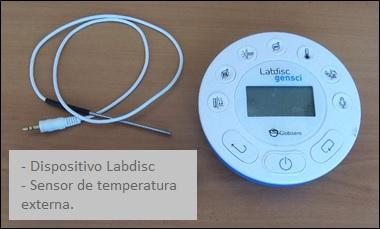 Labdisc
gensci
Globisens
- Dispositivo Labdisc
- Sensor de temperatura
externa.